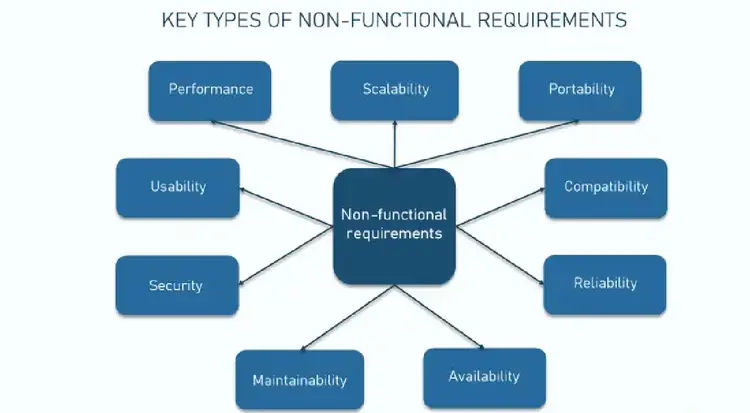 KEY TYPES OF NON-FUNCTIONAL REQUIREMENTS
Performance
Scalability
Portability
Usability
Compatibility
Non-functional
requirements
Security
Reliability
Maintainability
Availability